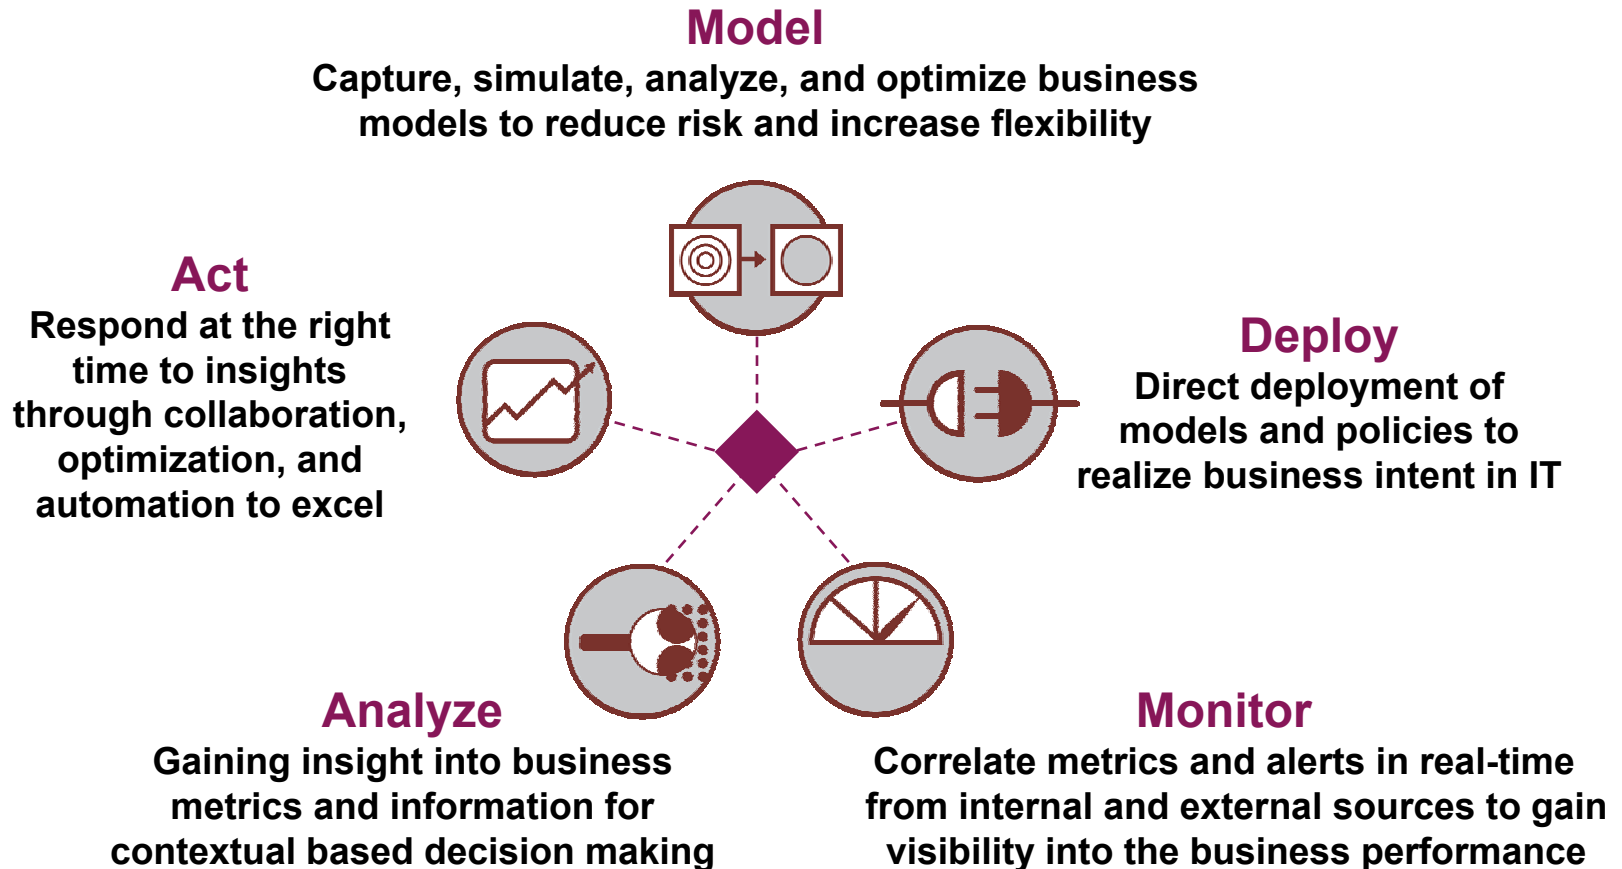 Model
Capture, simulate, analyze, and optimize business
models to reduce risk and increase flexibility
Act
Respond at the right
time to insights
through collaboration,
optimization, and
automation to excel
Deploy
Direct deployment of
models and policies to
realize business intent in IT
Analyze
Gaining insight into business
metrics and information for
contextual based decision making
Monitor
Correlate metrics and alerts in real-time
from internal and external sources to gain
visibility into the business performance